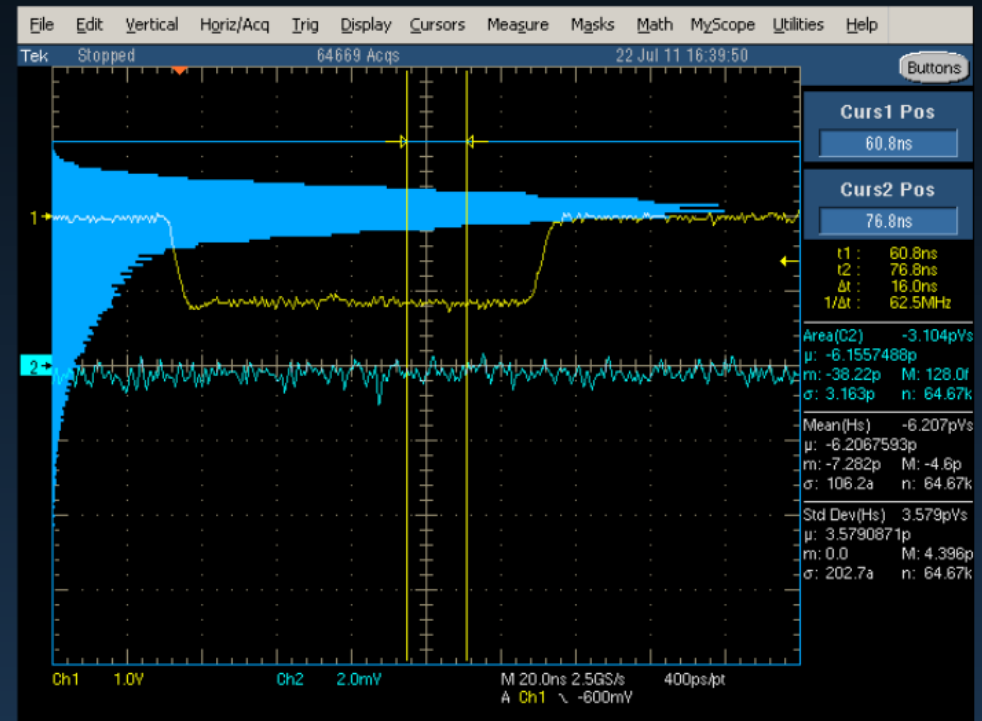 File Edit Vertical Horiz/Acq Trig Display Cursors Measure Masks Math MyScope Utilities Help
Tek Stopped 64669 Acqs 22 Jul 11 16:39:50
Buttons
Curs1 Pos
60.8ns
Curs2 Pos
76.8ns
t1 : 60.8ns
t2 : 76.8ns
Δt : 16.0ns
1/Δt : 62.5MHz
Area(C2) -3.104pVs
μ: -6.1557488p
m: -38.22p M: 128.0f
σ: 3.163p n: 64.67k
Mean(Hs) -6.207pVs
μ: -6.2067593p
m: -7.282p M: -4.6p
σ: 106.2a n: 64.67k
Std Dev(Hs) 3.579pVs
μ: 3.5790871p
m: 0.0 M: 4.396p
σ: 202.7a n: 64.67k
1
2
Ch1 1.0V Ch2 2.0mV M 20.0ns 2.5GS/s 400ps/pt
A Ch1 \ -600mV